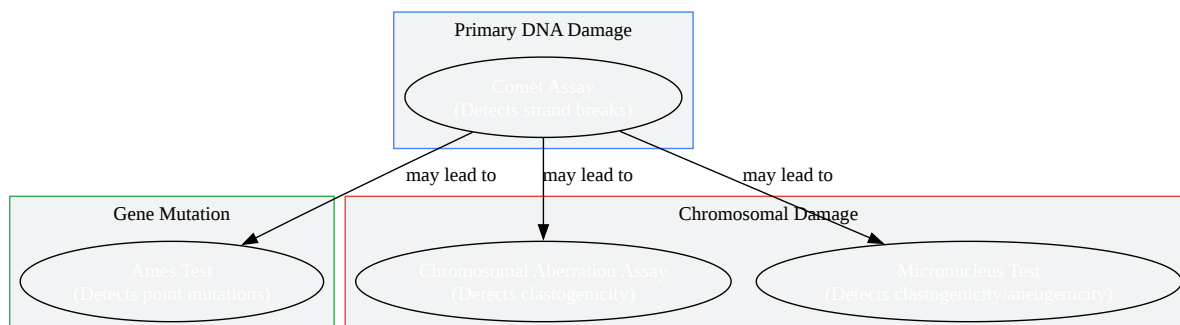 Primary DNA Damage
Comet Assay
(Detects strand breaks)
may lead to
may lead to
may lead to
Gene Mutation
Chromosomal Damage
Ames Test
(Detects point mutations)
Chromosomal Aberration Assay
(Detects clastogenicity)
Micronucleus Test
(Detects clastogenicity/aneugenicity)